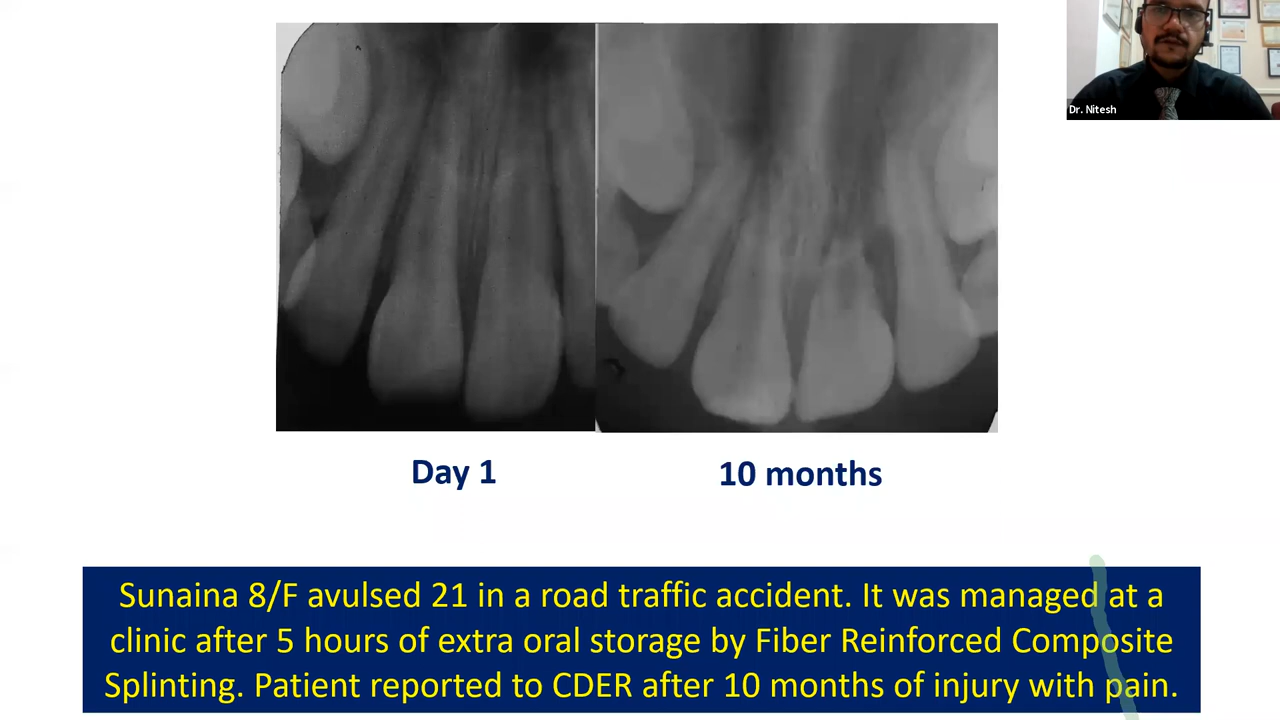 Dr. Nitesh
Day 1
10 months
Sunaina 8/F avulsed 21 in a road traffic accident. It was managed at a
clinic after 5 hours of extra oral storage by Fiber Reinforced Composite
Splinting. Patient reported to CDER after 10 months of injury with pain.